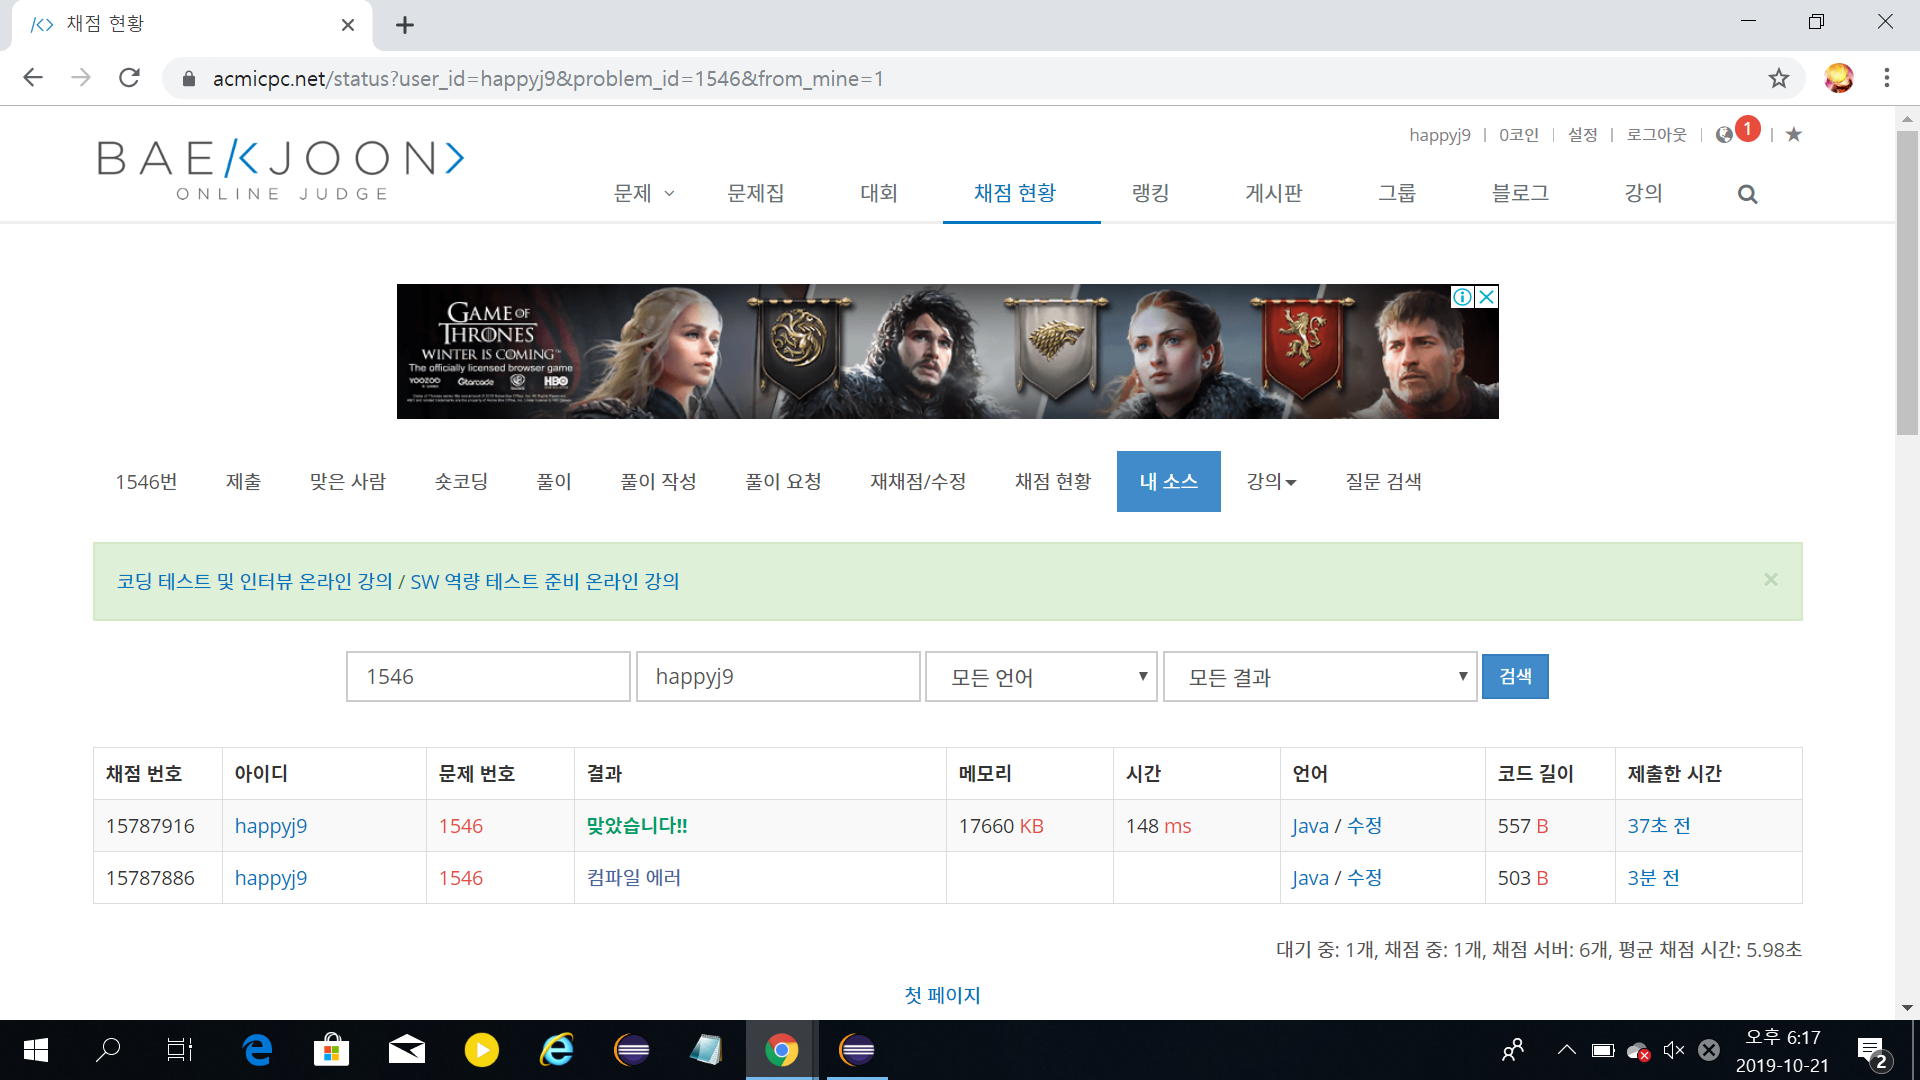 채점 현황
acmicpc.net/status?user_id=happyj9&problem_id=1546&from_mine=1
happyj9 | 0코인 | 설정 | 로그아웃 | 1 |
BAEKJOON>
ONLINE JUDGE
문제 문제집 대회 채점 현황 랭킹 게시판 그룹 블로그 강의
GAME OF
THRONES
WINTER IS COMING™
The officially licensed browser game
YOOZOO Gtarcade HBO
1546번 제출 맞은 사람 숏코딩 풀이 풀이 작성 풀이 요청 재채점/수정 채점 현황 내 소스 강의 질문 검색
코딩 테스트 및 인터뷰 온라인 강의 / SW 역량 테스트 준비 온라인 강의 ×
1546 happyj9 모든 언어 모든 결과 검색
채점 번호 아이디 문제 번호 결과 메모리 시간 언어 코드 길이 제출한 시간
15787916 happyj9 1546 맞았습니다!! 17660 KB 148 ms Java / 수정 557 B 37초 전
15787886 happyj9 1546 컴파일 에러 Java / 수정 503 B 3분 전
대기 중: 1개, 채점 중: 1개, 채점 서버: 6개, 평균 채점 시간: 5.98초
첫 페이지
오후 6:17
2019-10-21
2